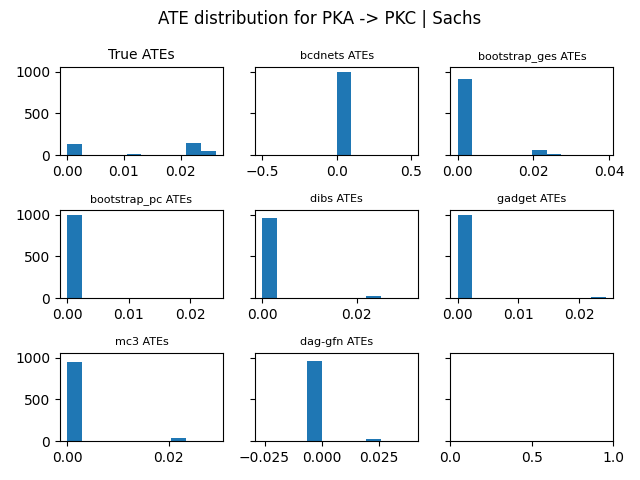 ATE distribution for PKA -> PKC | Sachs
True ATEs
bcdnets ATEs
bootstrap_ges ATEs
1000
500
0
0.00 0.01 0.02
−0.5 0.0 0.5
0.00 0.02 0.04
bootstrap_pc ATEs
dibs ATEs
gadget ATEs
1000
500
0
0.00 0.01 0.02
0.00 0.02
0.00 0.01 0.02
mc3 ATEs
dag-gfn ATEs
1000
500
0
0.00 0.02
−0.025 0.000 0.025
0.0 0.5 1.0